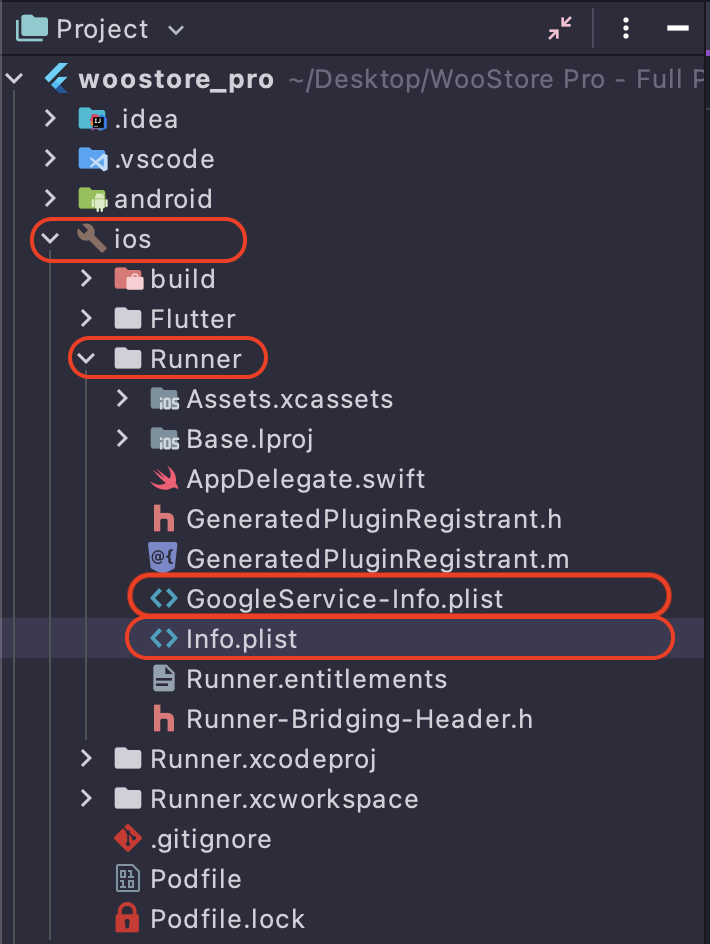 Project
woostore_pro ~/Desktop/WooStore Pro - Full P
.idea
.vscode
android
ios
build
Flutter
Runner
Assets.xcassets
Base.lproj
AppDelegate.swift
GeneratedPluginRegistrant.h
GeneratedPluginRegistrant.m
GoogleService-Info.plist
Info.plist
Runner.entitlements
Runner-Bridging-Header.h
Runner.xcodeproj
Runner.xcworkspace
.gitignore
Podfile
Podfile.lock